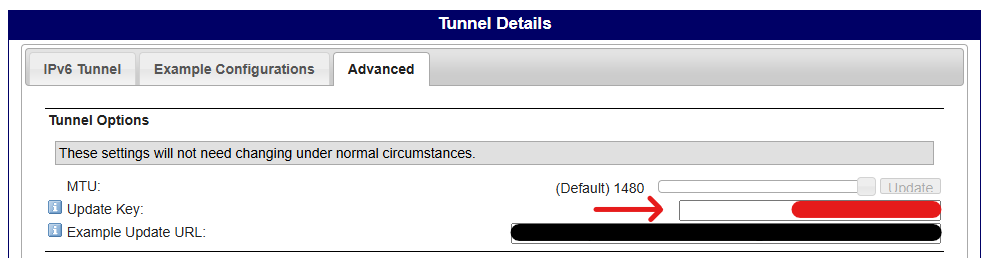 Tunnel Details
IPv6 Tunnel
Example Configurations
Advanced
Tunnel Options
These settings will not need changing under normal circumstances.
MTU: (Default) 1480 Update
Update Key:
Example Update URL: